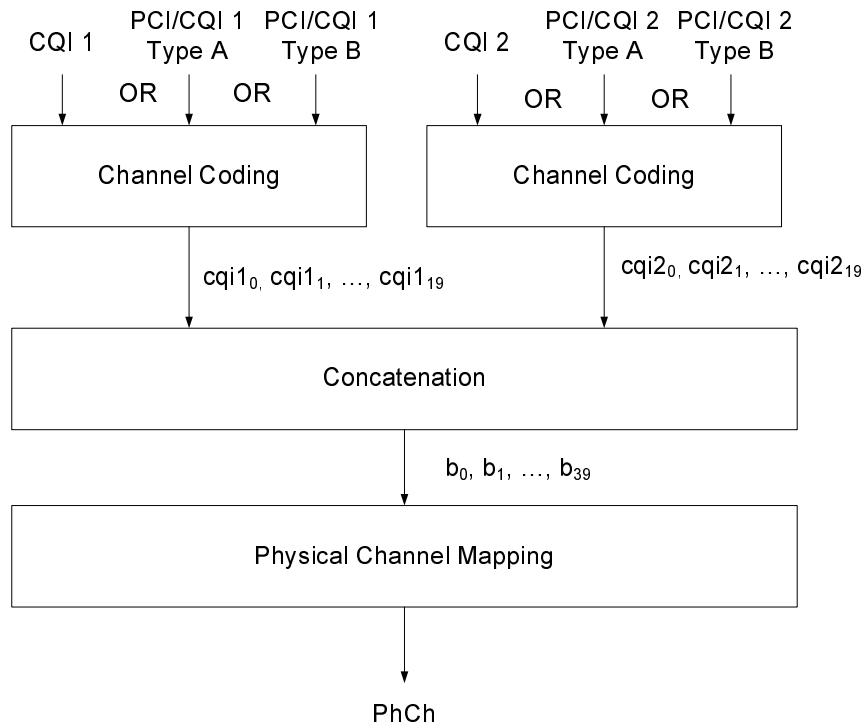 CQI 1
PCI/CQI 1
Type A
PCI/CQI 1
Type B
OR
OR
CQI 2
PCI/CQI 2
Type A
PCI/CQI 2
Type B
OR
OR
Channel Coding
Channel Coding
cqi1₀, cqi1₁, …, cqi1₁₉
cqi2₀, cqi2₁, …, cqi2₁₉
Concatenation
b₀, b₁, …, b₃₉
Physical Channel Mapping
PhCh